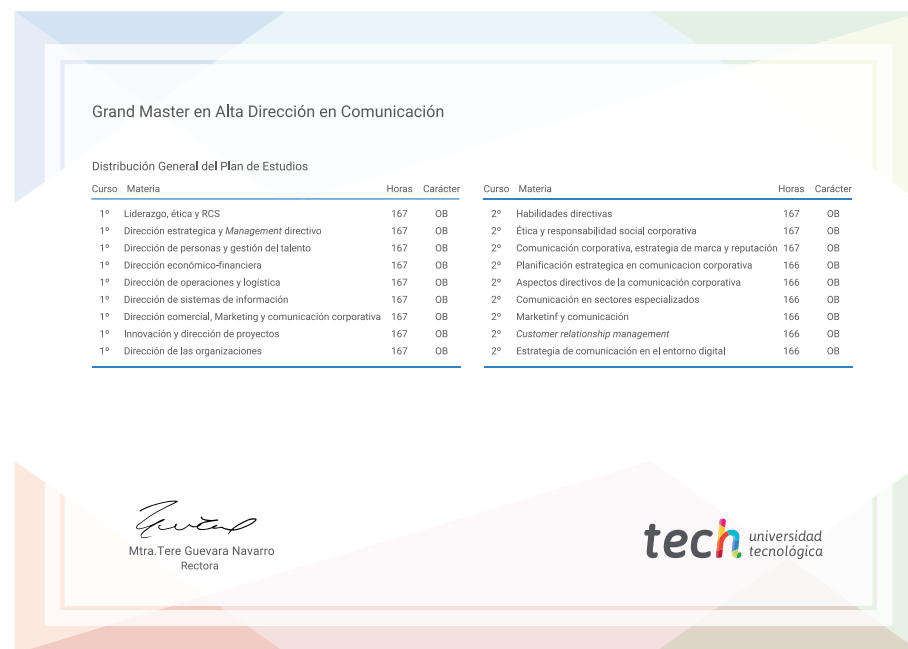 Grand Master en Alta Dirección en Comunicación
Distribución General del Plan de Estudios
Curso Materia Horas Carácter
1º Liderazgo, ética y RCS 167 OB
1º Dirección estrategica y Management directivo 167 OB
1º Dirección de personas y gestión del talento 167 OB
1º Dirección económico-financiera 167 OB
1º Dirección de operaciones y logística 167 OB
1º Dirección de sistemas de información 167 OB
1º Dirección comercial, Marketing y comunicación corporativa 167 OB
1º Innovación y dirección de proyectos 167 OB
1º Dirección de las organizaciones 167 OB
Curso Materia Horas Carácter
2º Habilidades directivas 167 OB
2º Ética y responsabilidad social corporativa 167 OB
2º Comunicación corporativa, estrategia de marca y reputación 167 OB
2º Planificación estrategica en comunicacion corporativa 166 OB
2º Aspectos directivos de la comunicación corporativa 166 OB
2º Comunicación en sectores especializados 166 OB
2º Marketinf y comunicación 166 OB
2º Customer relationship management 166 OB
2º Estrategia de comunicación en el entorno digital 166 OB
Mtra.Tere Guevara Navarro
Rectora
tech universidad
tecnológica